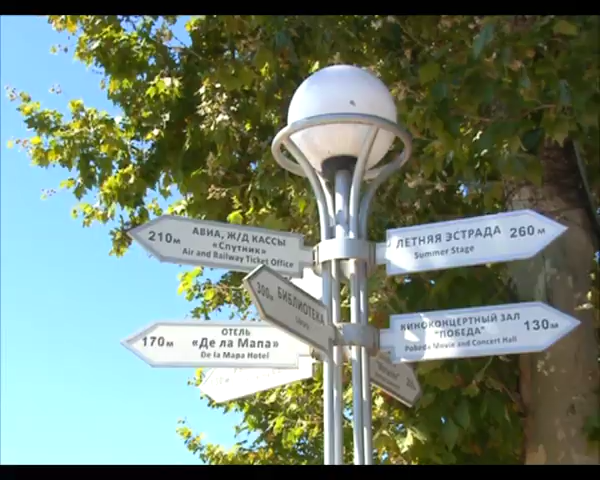 210м
АВИА, Ж/Д КАССЫ
«Спутник»
Air and Railway Ticket Office
ЛЕТНЯЯ ЭСТРАДА
Summer Stage
260м
300м
БИБЛИОТЕКА
Library
170м
ОТЕЛЬ
«Де ла Мапа»
De la Mapa Hotel
КИНОКОНЦЕРТНЫЙ ЗАЛ
"ПОБЕДА"
Pobeda Movie and Concert Hall
130м